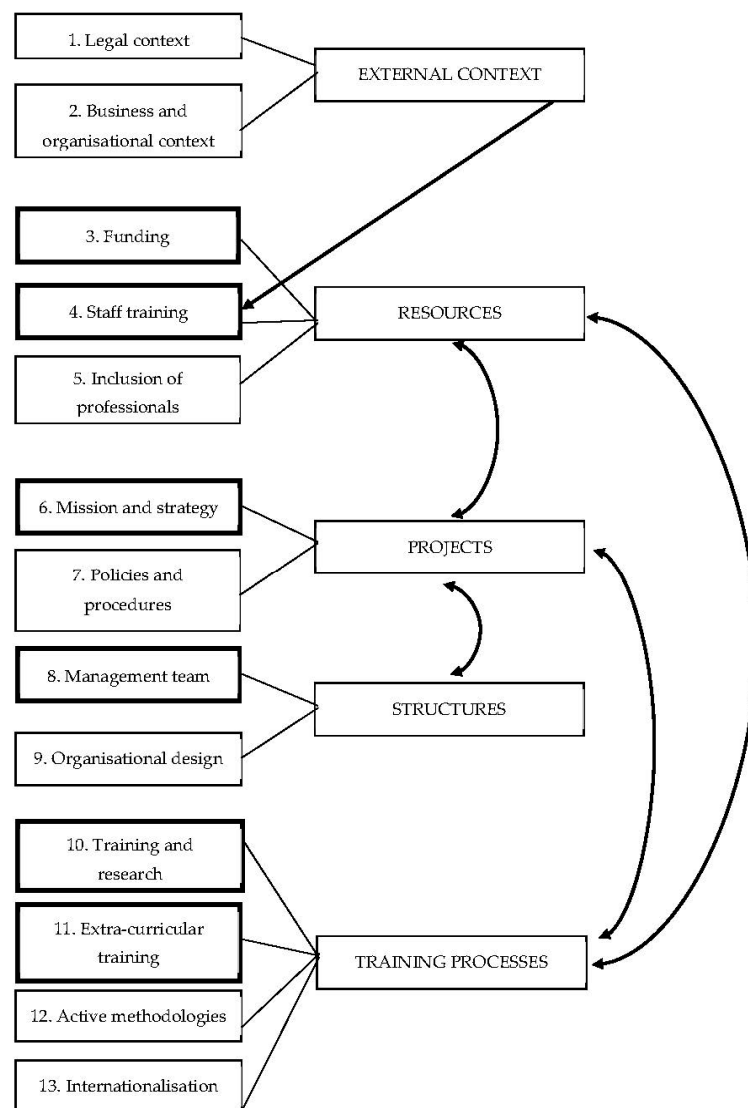 1. Legal context
EXTERNAL CONTEXT
2. Business and
organisational context
3. Funding
4. Staff training
RESOURCES
5. Inclusion of
professionals
6. Mission and strategy
PROJECTS
7. Policies and
procedures
8. Management team
STRUCTURES
9. Organisational design
10. Training and
research
11. Extra-curricular
training
TRAINING PROCESSES
12. Active methodologies
13. Internationalisation